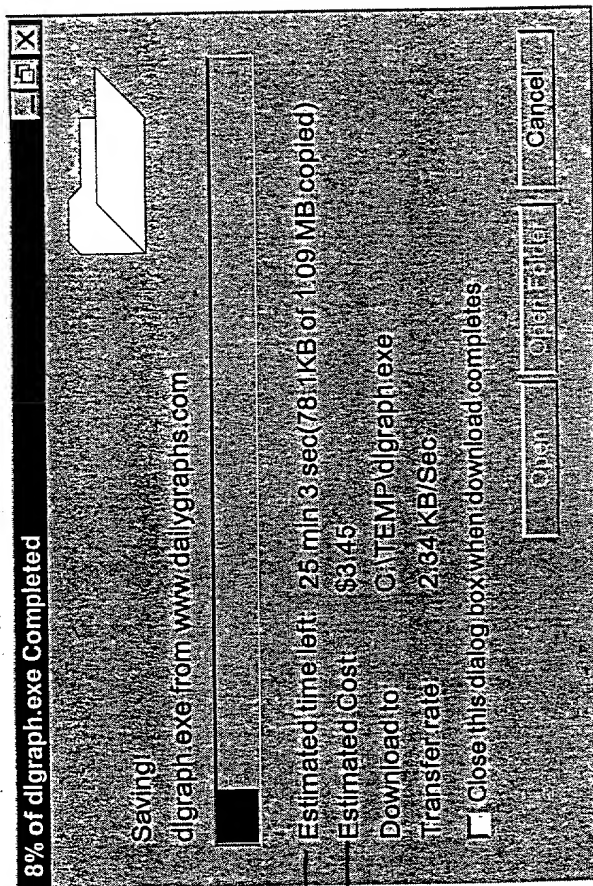 8% of dlgraph.exe Completed
Saving!
dlgraph.exe from www.dailygraphs.com
Estimated time left: 25 min 3 sec(78.1KB of 1.09 MB copied)
Estimated Cost: $3.45
Download to: C:\TEMP\dlgraph.exe
Transfer rate: 2.34 KB/Sec
Close this dialog box when download completes
Open Open Folder Cancel